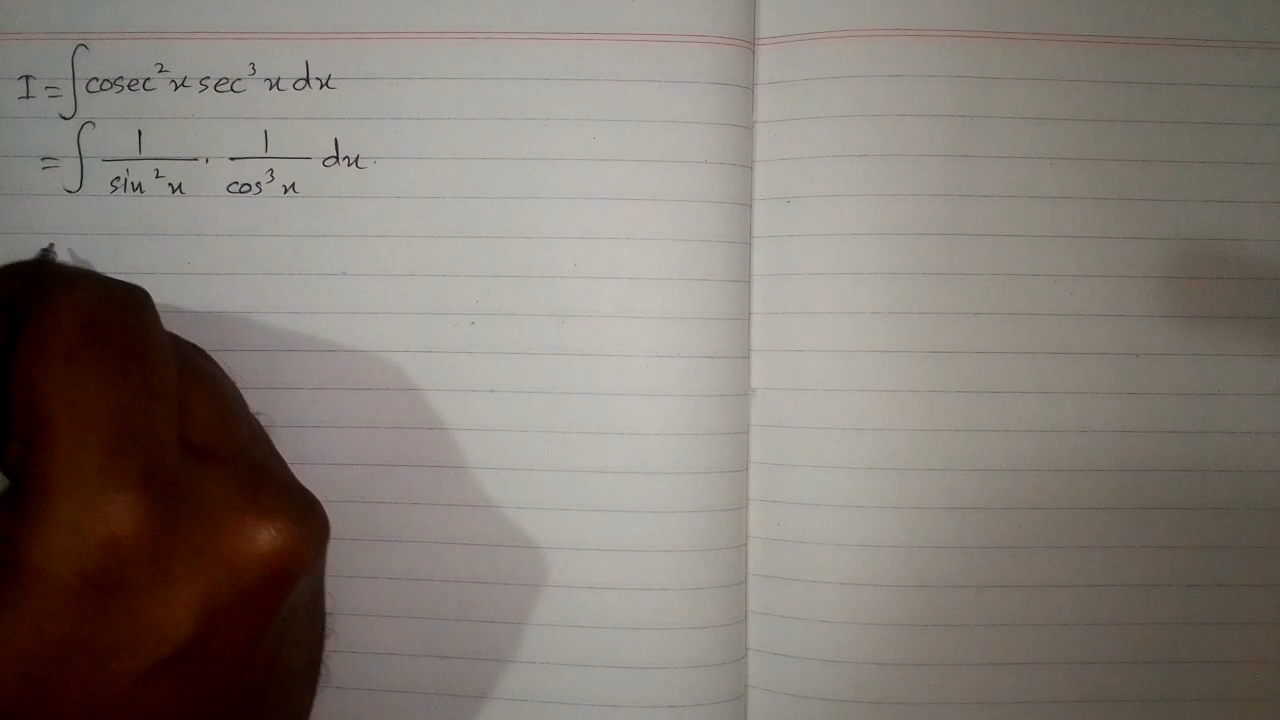 I = ∫ cosec²x sec³x dx
= ∫ 1/sin²x · 1/cos³x dx.